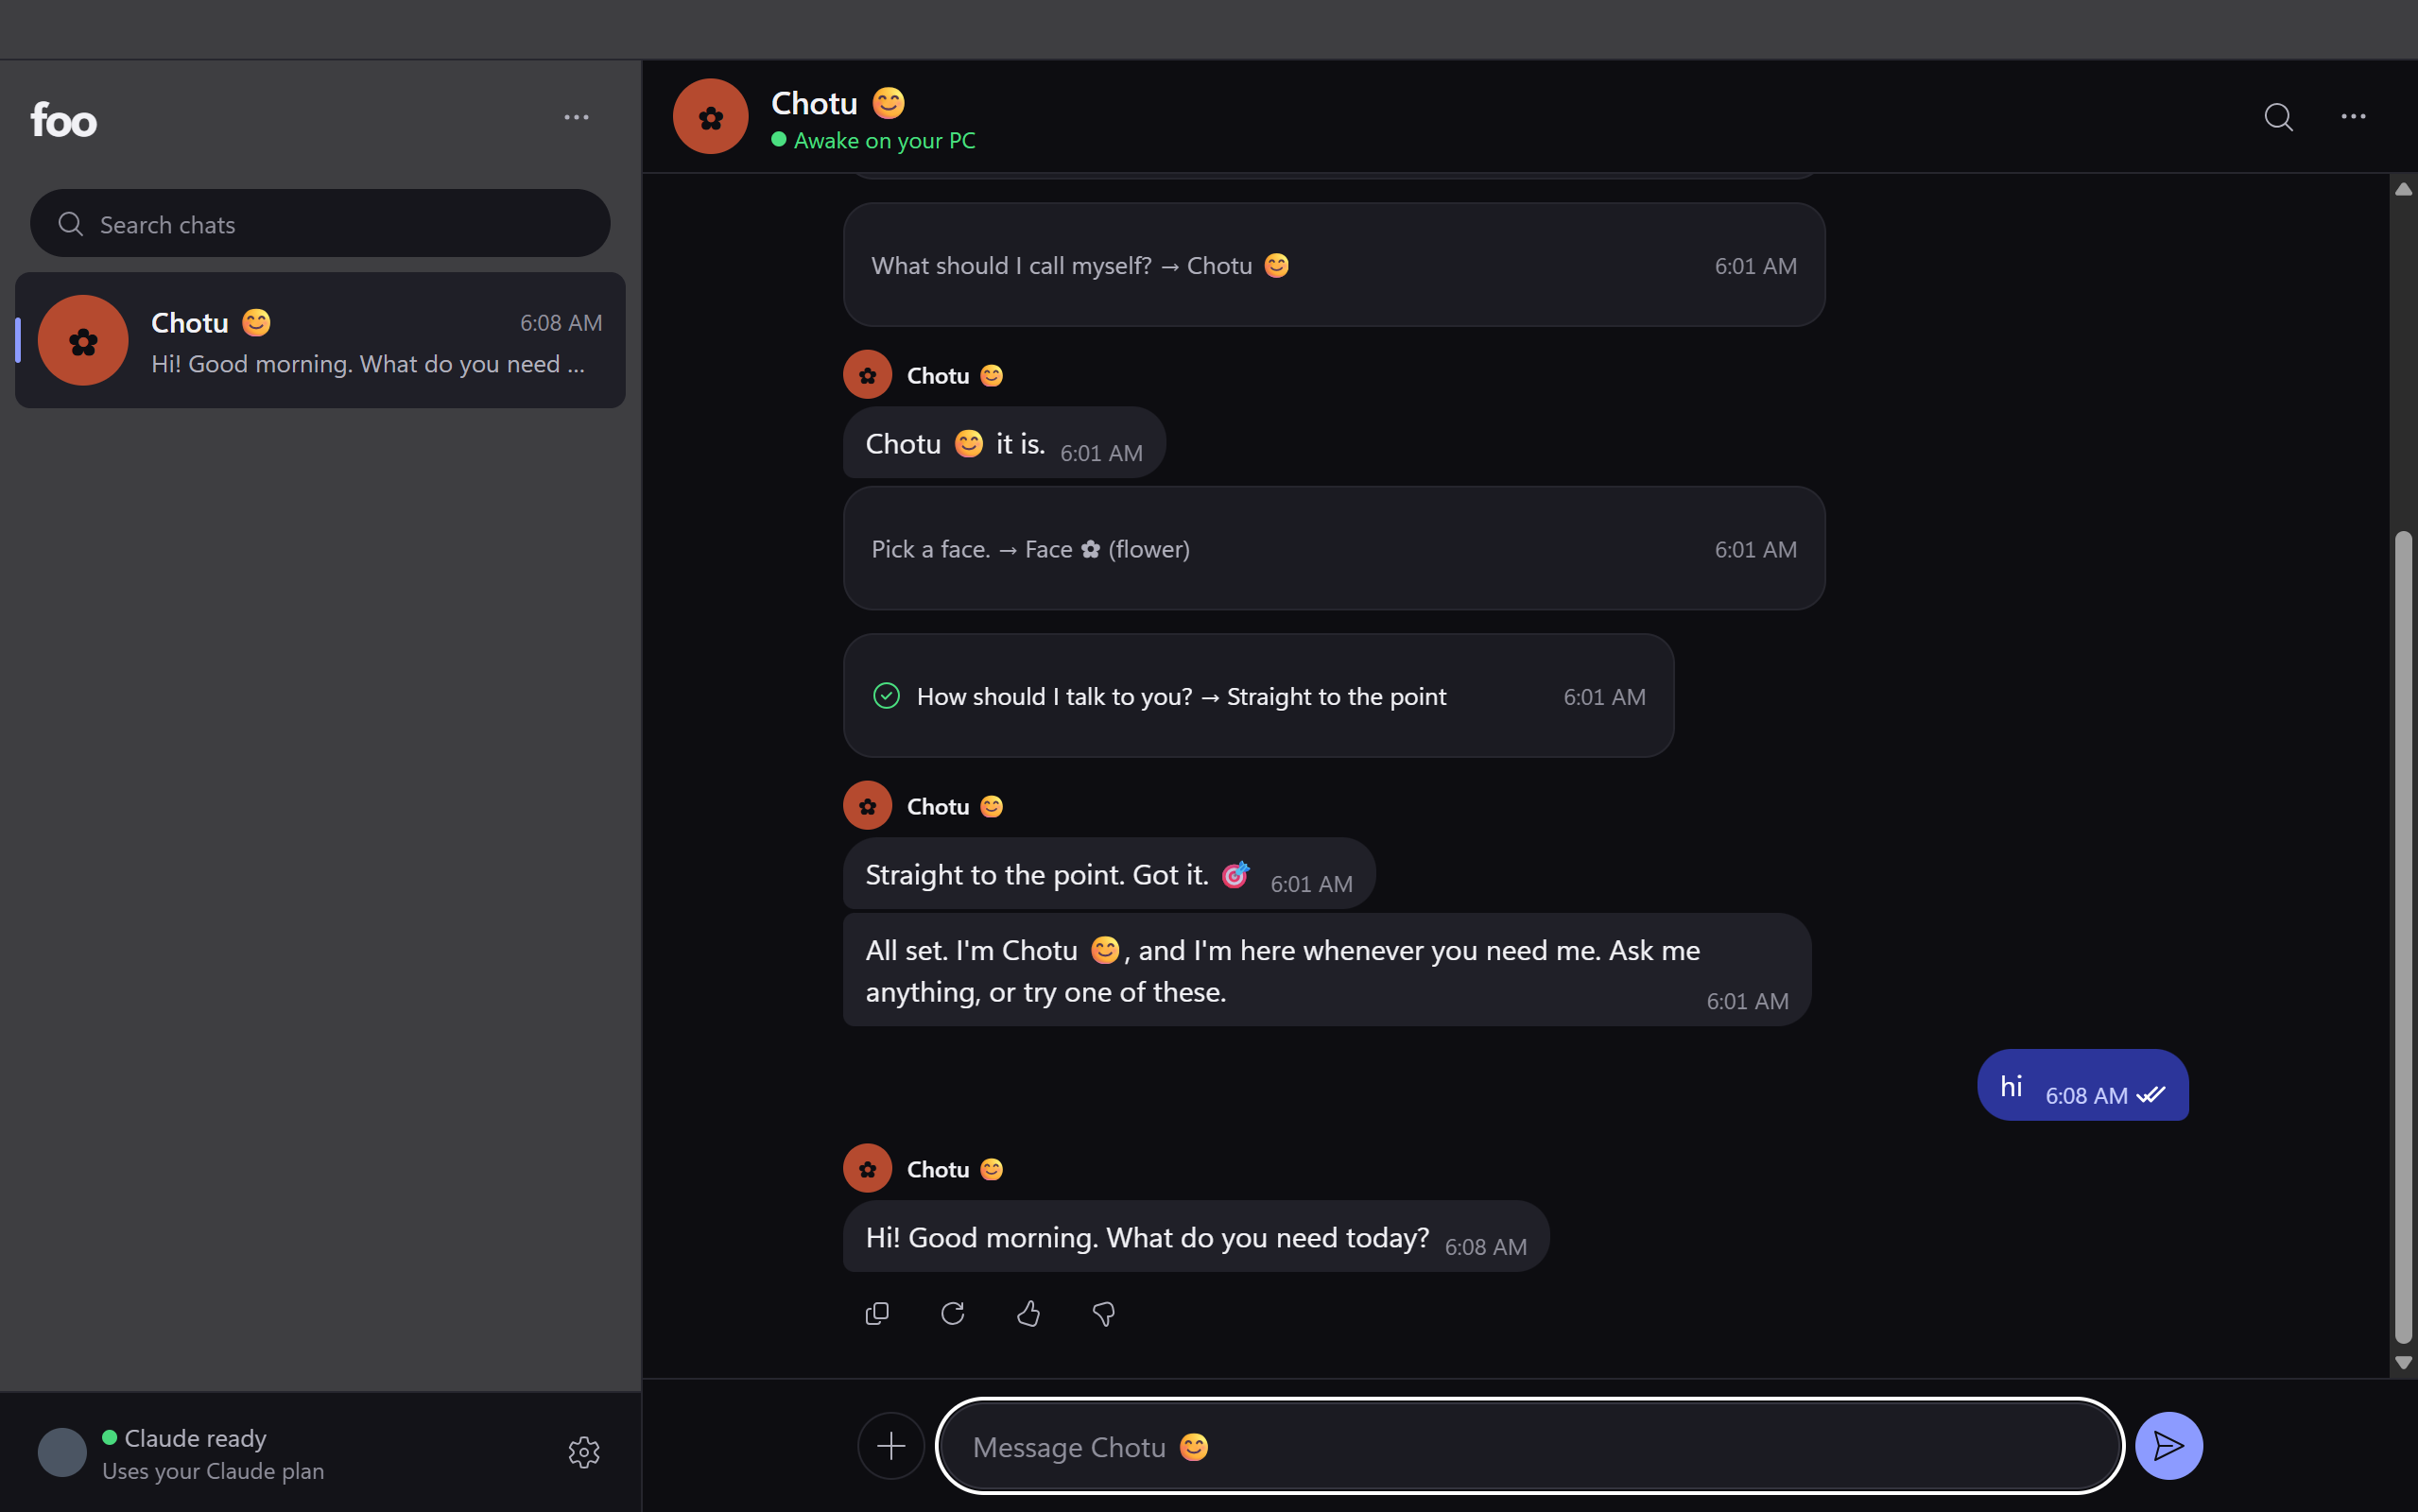 foo
Search chats
Chotu 😊
6:08 AM
Hi! Good morning. What do you need ...
Claude ready
Uses your Claude plan
Chotu 😊
Awake on your PC
What should I call myself? → Chotu 😊 6:01 AM
Chotu 😊
Chotu 😊 it is. 6:01 AM
Pick a face. → Face ✿ (flower) 6:01 AM
How should I talk to you? → Straight to the point 6:01 AM
Chotu 😊
Straight to the point. Got it. 🎯 6:01 AM
All set. I'm Chotu 😊, and I'm here whenever you need me. Ask me
anything, or try one of these. 6:01 AM
hi 6:08 AM
Chotu 😊
Hi! Good morning. What do you need today? 6:08 AM
Message Chotu 😊